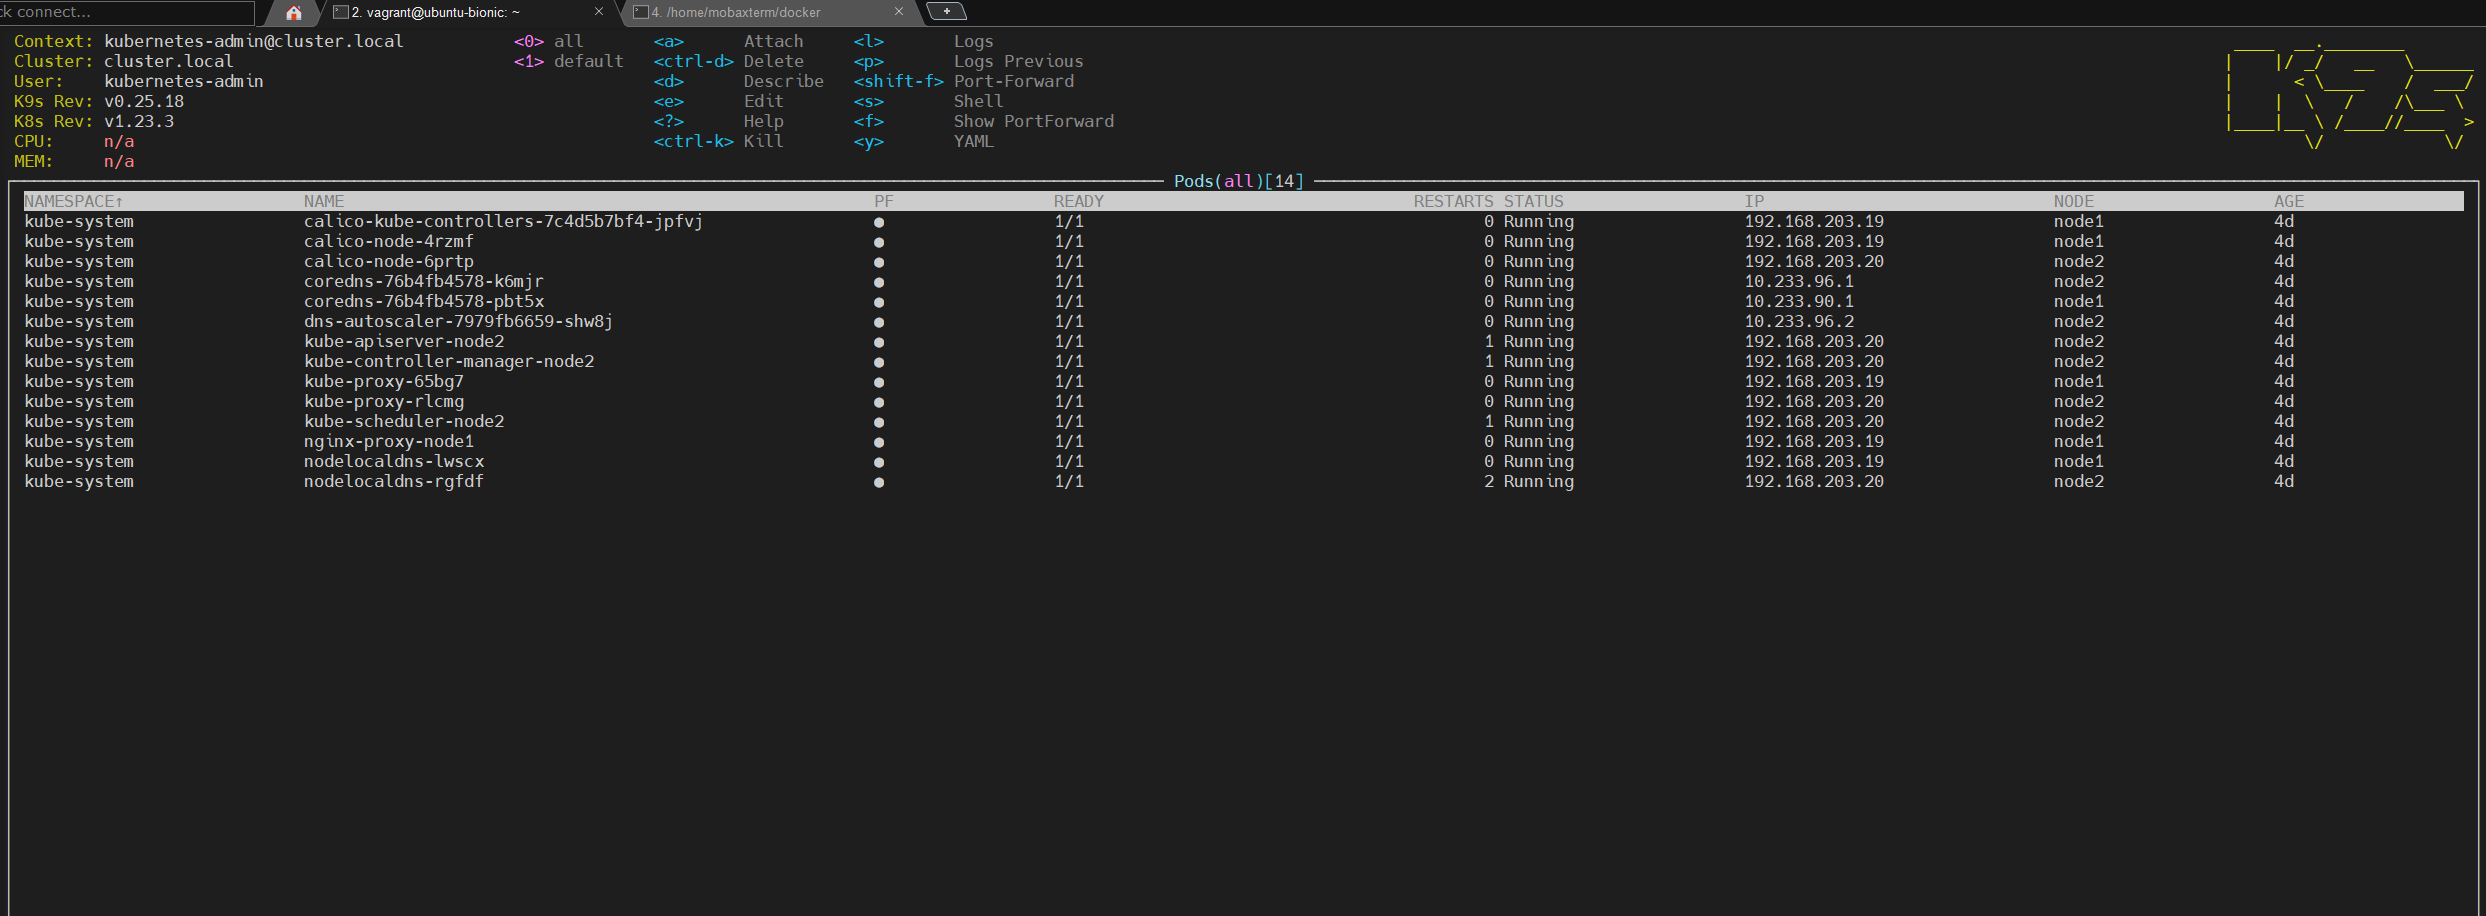 ck connect...
2. vagrant@ubuntu-bionic: ~
4. /home/mobaxterm/docker
Context: kubernetes-admin@cluster.local <0> all <a> Attach <l> Logs
Cluster: cluster.local <1> default <ctrl-d> Delete <p> Logs Previous
User: kubernetes-admin <d> Describe <shift-f> Port-Forward
K9s Rev: v0.25.18 <e> Edit <s> Shell
K8s Rev: v1.23.3 <?> Help <f> Show PortForward
CPU: n/a <ctrl-k> Kill <y> YAML
MEM: n/a
Pods(all)[14]
NAMESPACE↑ NAME PF READY RESTARTS STATUS IP NODE AGE
kube-system calico-kube-controllers-7c4d5b7bf4-jpfvj ● 1/1 0 Running 192.168.203.19 node1 4d
kube-system calico-node-4rzmf ● 1/1 0 Running 192.168.203.19 node1 4d
kube-system calico-node-6prtp ● 1/1 0 Running 192.168.203.20 node2 4d
kube-system coredns-76b4fb4578-k6mjr ● 1/1 0 Running 10.233.96.1 node2 4d
kube-system coredns-76b4fb4578-pbt5x ● 1/1 0 Running 10.233.90.1 node1 4d
kube-system dns-autoscaler-7979fb6659-shw8j ● 1/1 0 Running 10.233.96.2 node2 4d
kube-system kube-apiserver-node2 ● 1/1 1 Running 192.168.203.20 node2 4d
kube-system kube-controller-manager-node2 ● 1/1 1 Running 192.168.203.20 node2 4d
kube-system kube-proxy-65bg7 ● 1/1 0 Running 192.168.203.19 node1 4d
kube-system kube-proxy-rlcmg ● 1/1 0 Running 192.168.203.20 node2 4d
kube-system kube-scheduler-node2 ● 1/1 1 Running 192.168.203.20 node2 4d
kube-system nginx-proxy-node1 ● 1/1 0 Running 192.168.203.19 node1 4d
kube-system nodelocaldns-lwscx ● 1/1 0 Running 192.168.203.19 node1 4d
kube-system nodelocaldns-rgfdf ● 1/1 2 Running 192.168.203.20 node2 4d